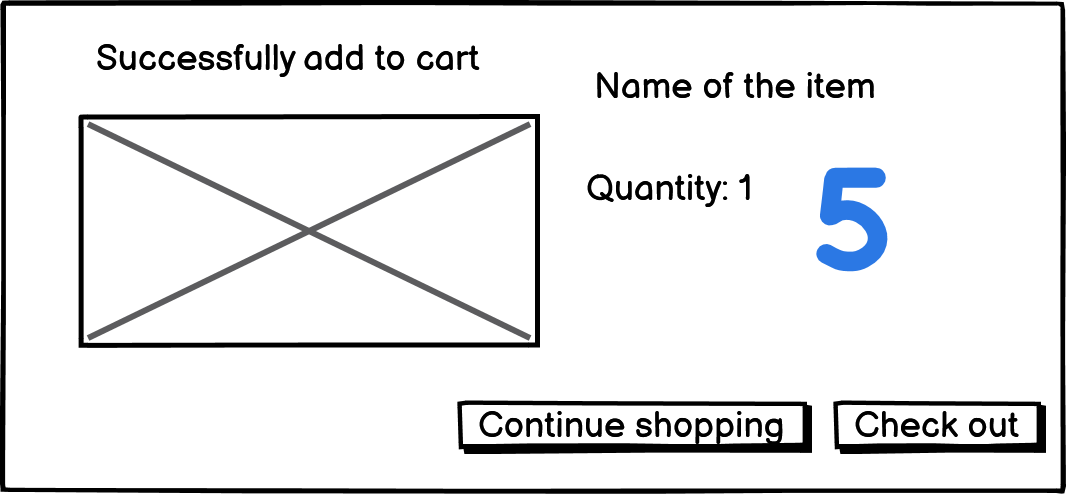 Successfully add to cart
Name of the item
Quantity: 1
5
Continue shopping
Check out